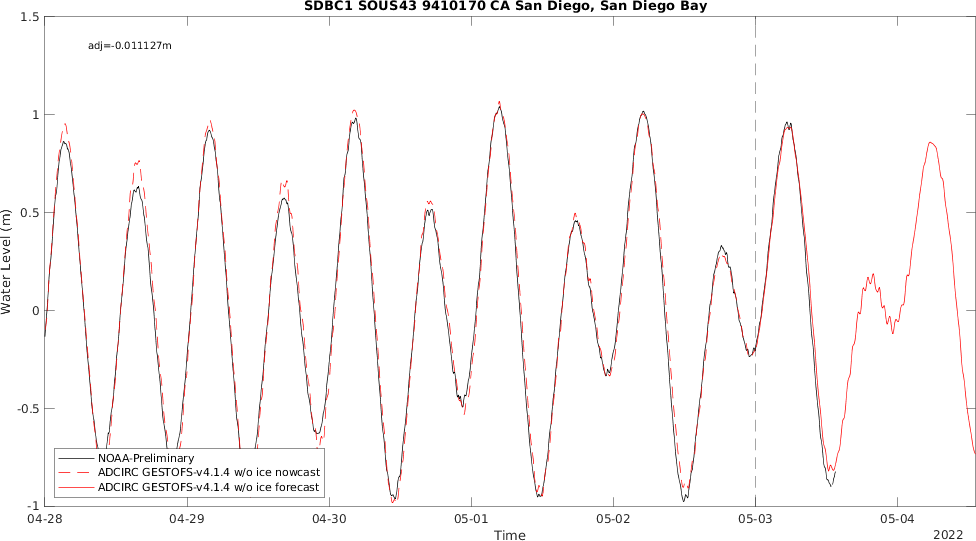 SDBC1 SOUS43 9410170 CA San Diego, San Diego Bay
1.5
adj=-0.011127m
1
0.5
Water Level (m)
0
-0.5
NOAA-Preliminary
ADCIRC GESTOFS-v4.1.4 w/o ice nowcast
ADCIRC GESTOFS-v4.1.4 w/o ice forecast
-1
04-28 04-29 04-30 05-01 05-02 05-03 05-04
Time
2022